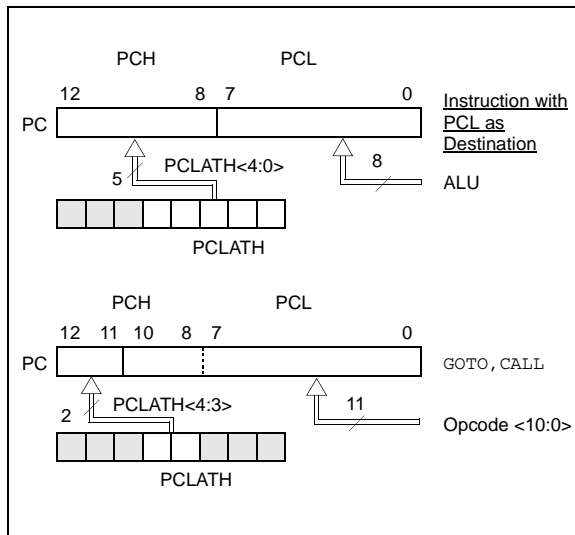 PCH PCL
12 8 7 0
PC
Instruction with
PCL as
Destination
5 PCLATH<4:0>
8
ALU
PCLATH
PCH PCL
12 11 10 8 7 0
PC
GOTO, CALL
2 PCLATH<4:3>
11
Opcode <10:0>
PCLATH